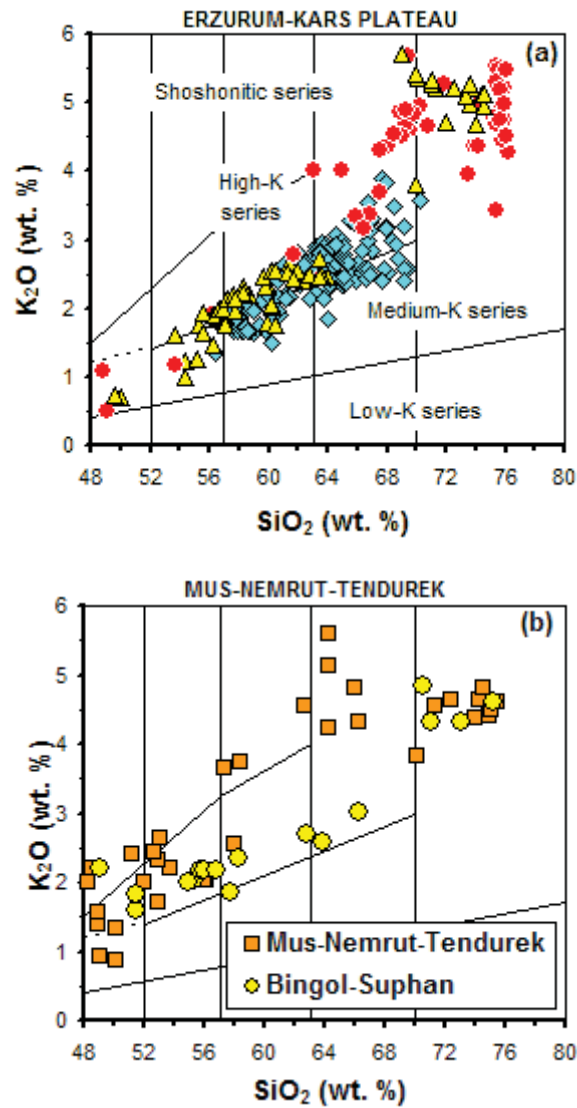 ERZURUM-KARS PLATEAU
(a)
6
5
4
3
2
1
0
K₂O (wt. %)
Shoshonitic series
High-K
series
Medium-K series
Low-K series
48 52 56 60 64 68 72 76 80
SiO₂ (wt. %)
MUS-NEMRUT-TENDUREK
(b)
6
5
4
3
2
1
0
K₂O (wt. %)
Mus-Nemrut-Tendurek
Bingol-Suphan
48 52 56 60 64 68 72 76 80
SiO₂ (wt. %)